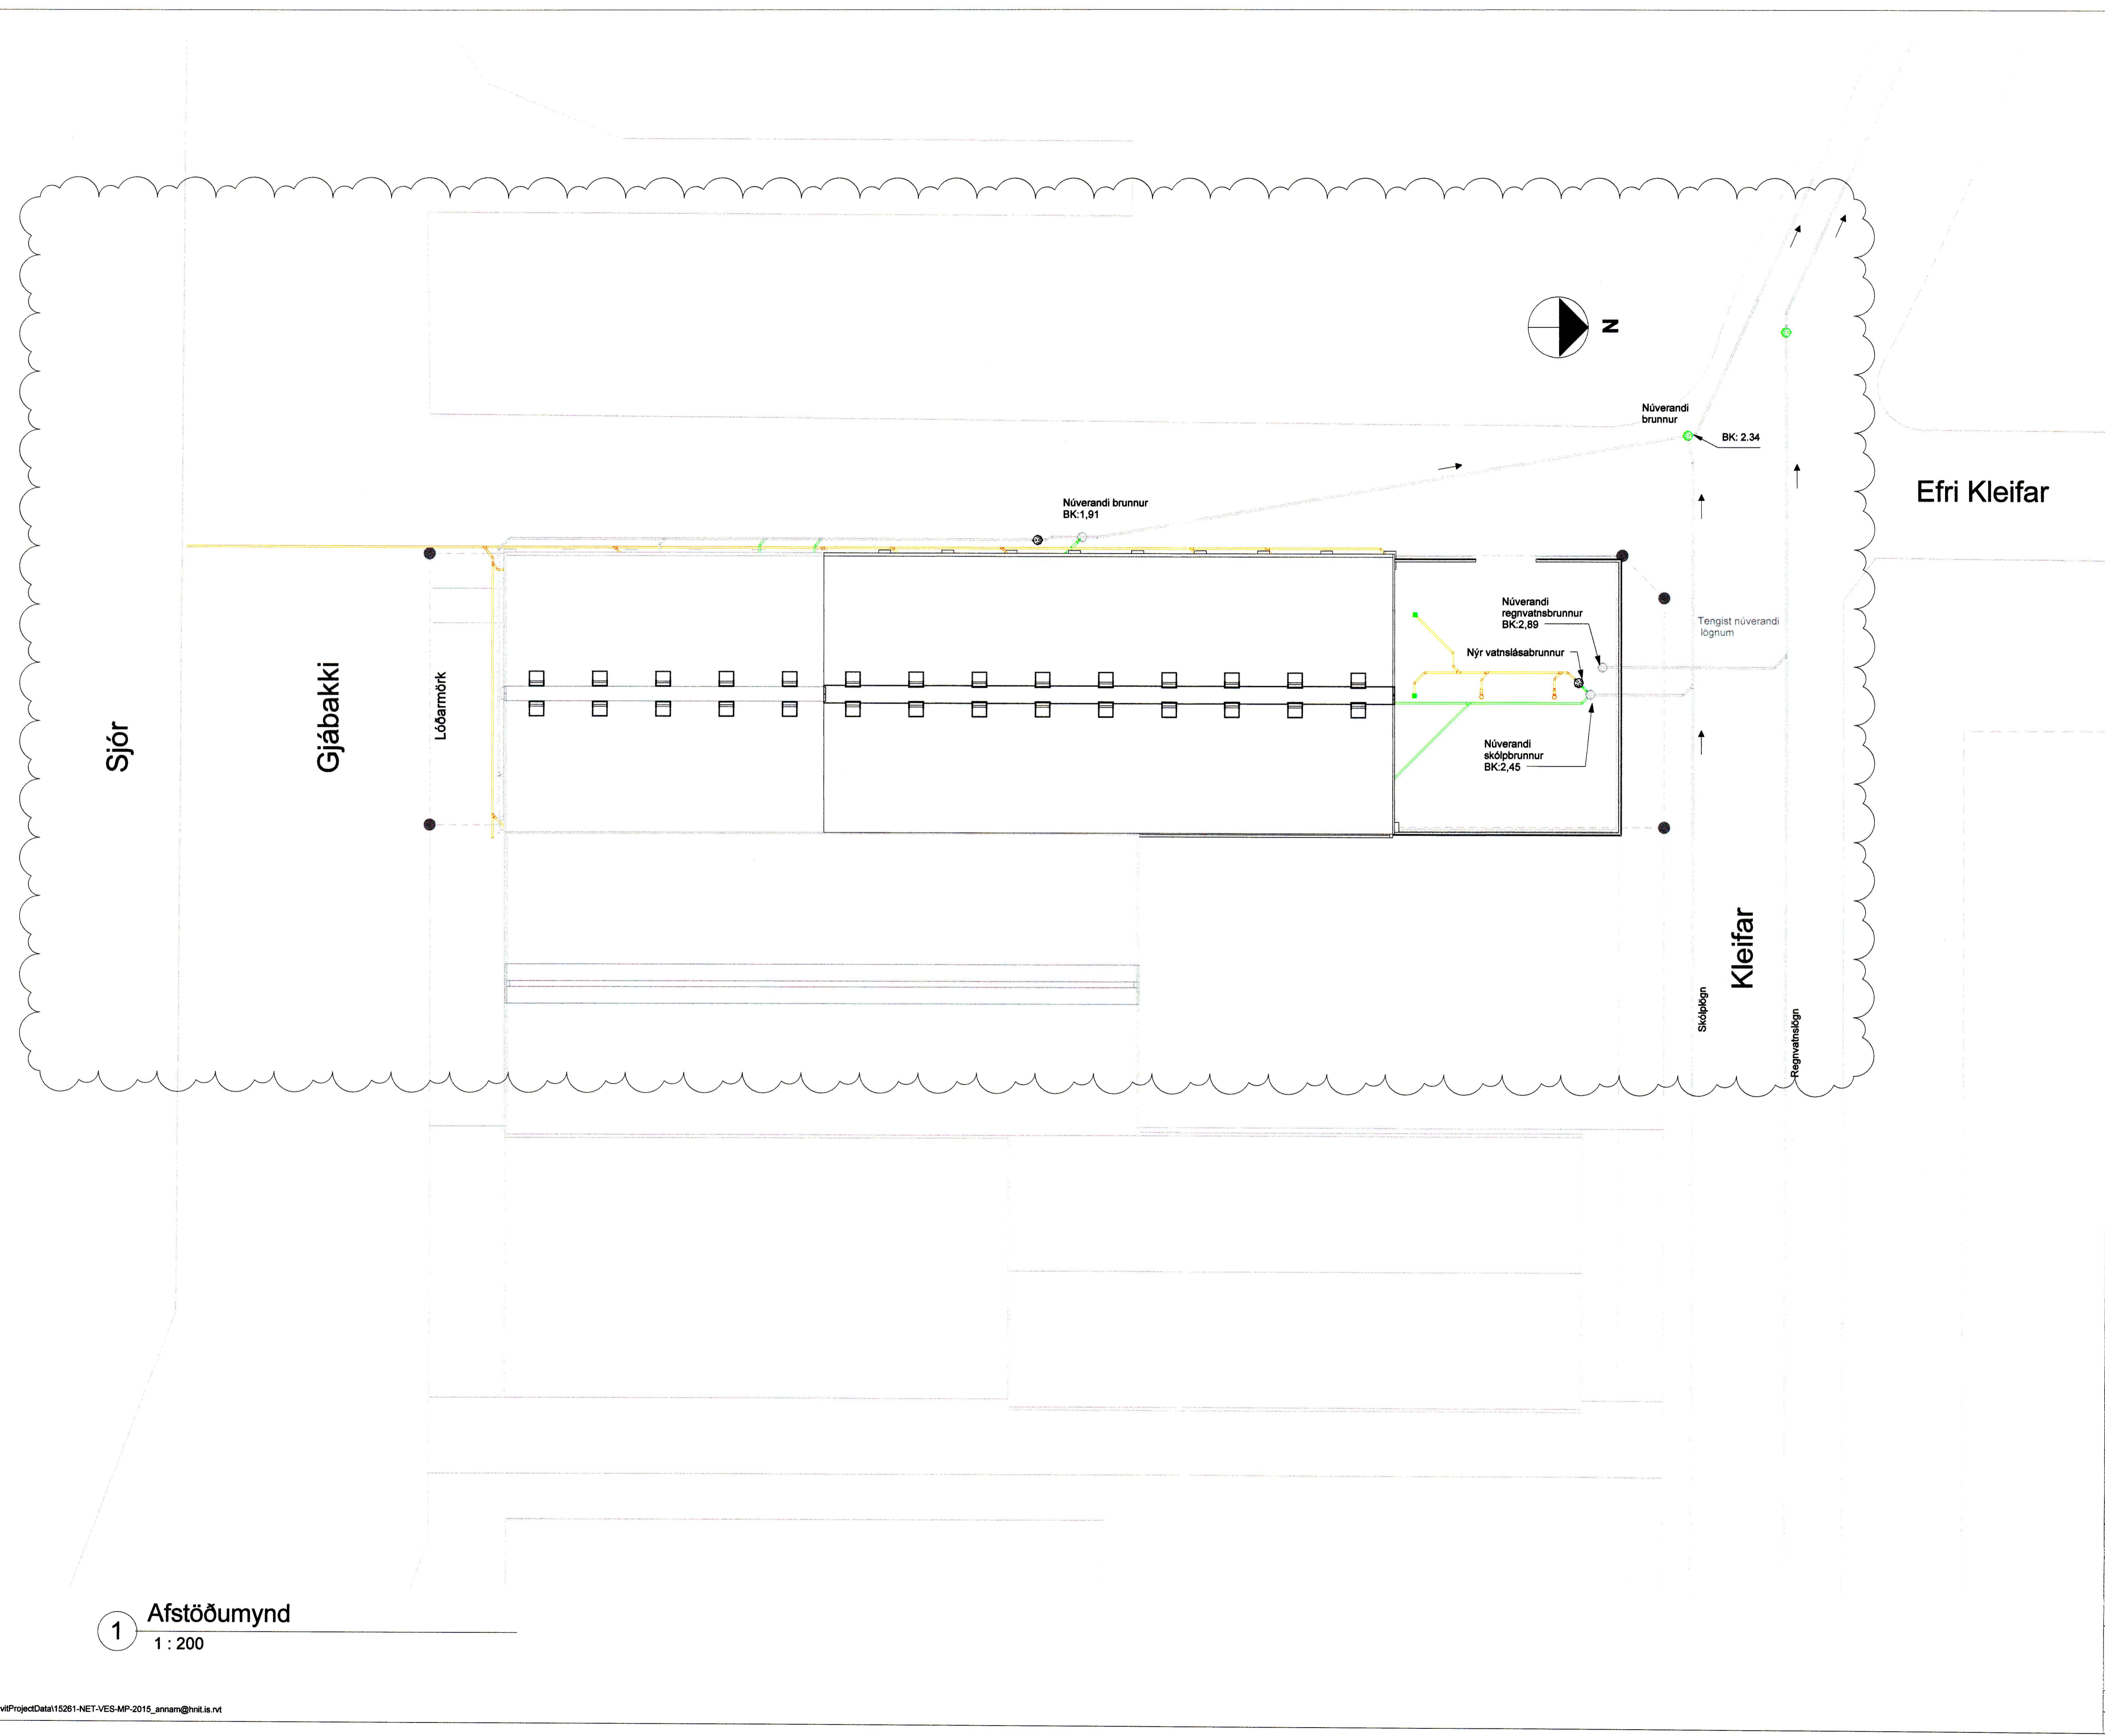 N
Núverandi
brunnur
BK: 2.34
Efri Kleifar
Núverandi brunnur
BK:1,91
Núverandi
regnvatnsbrunnur
BK:2,89
Tengist núverandi
lögnum
Nýr vatnslásabrunnur
Sjór
Gjábakki
Lóðarmörk
Núverandi
skólpbrunnur
BK:2,45
Kleifar
Skólplögn
Regnvatnslögn
1
Afstöðumynd
1 : 200
vitProjectData\15261-NET-VES-MP-2015_annam@hnit.is.rvt